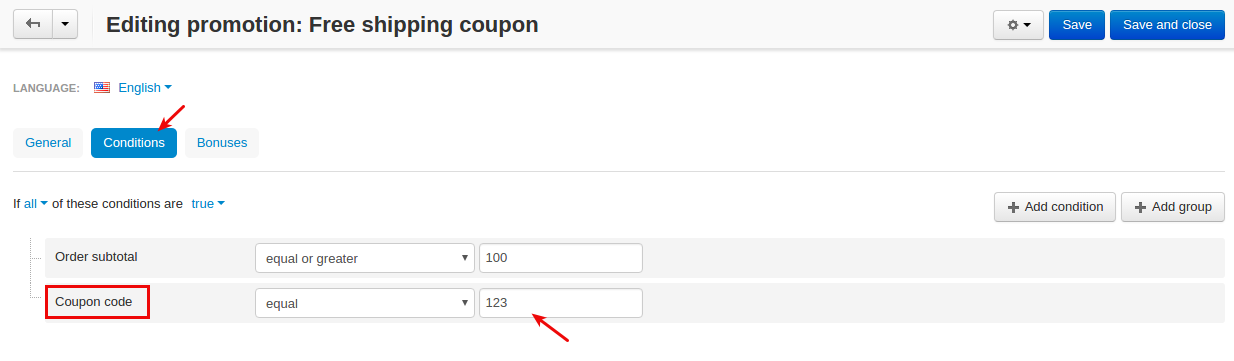 Editing promotion: Free shipping coupon Save Save and close
LANGUAGE: English
General Conditions Bonuses
If all of these conditions are true Add condition Add group
Order subtotal equal or greater 100
Coupon code equal 123